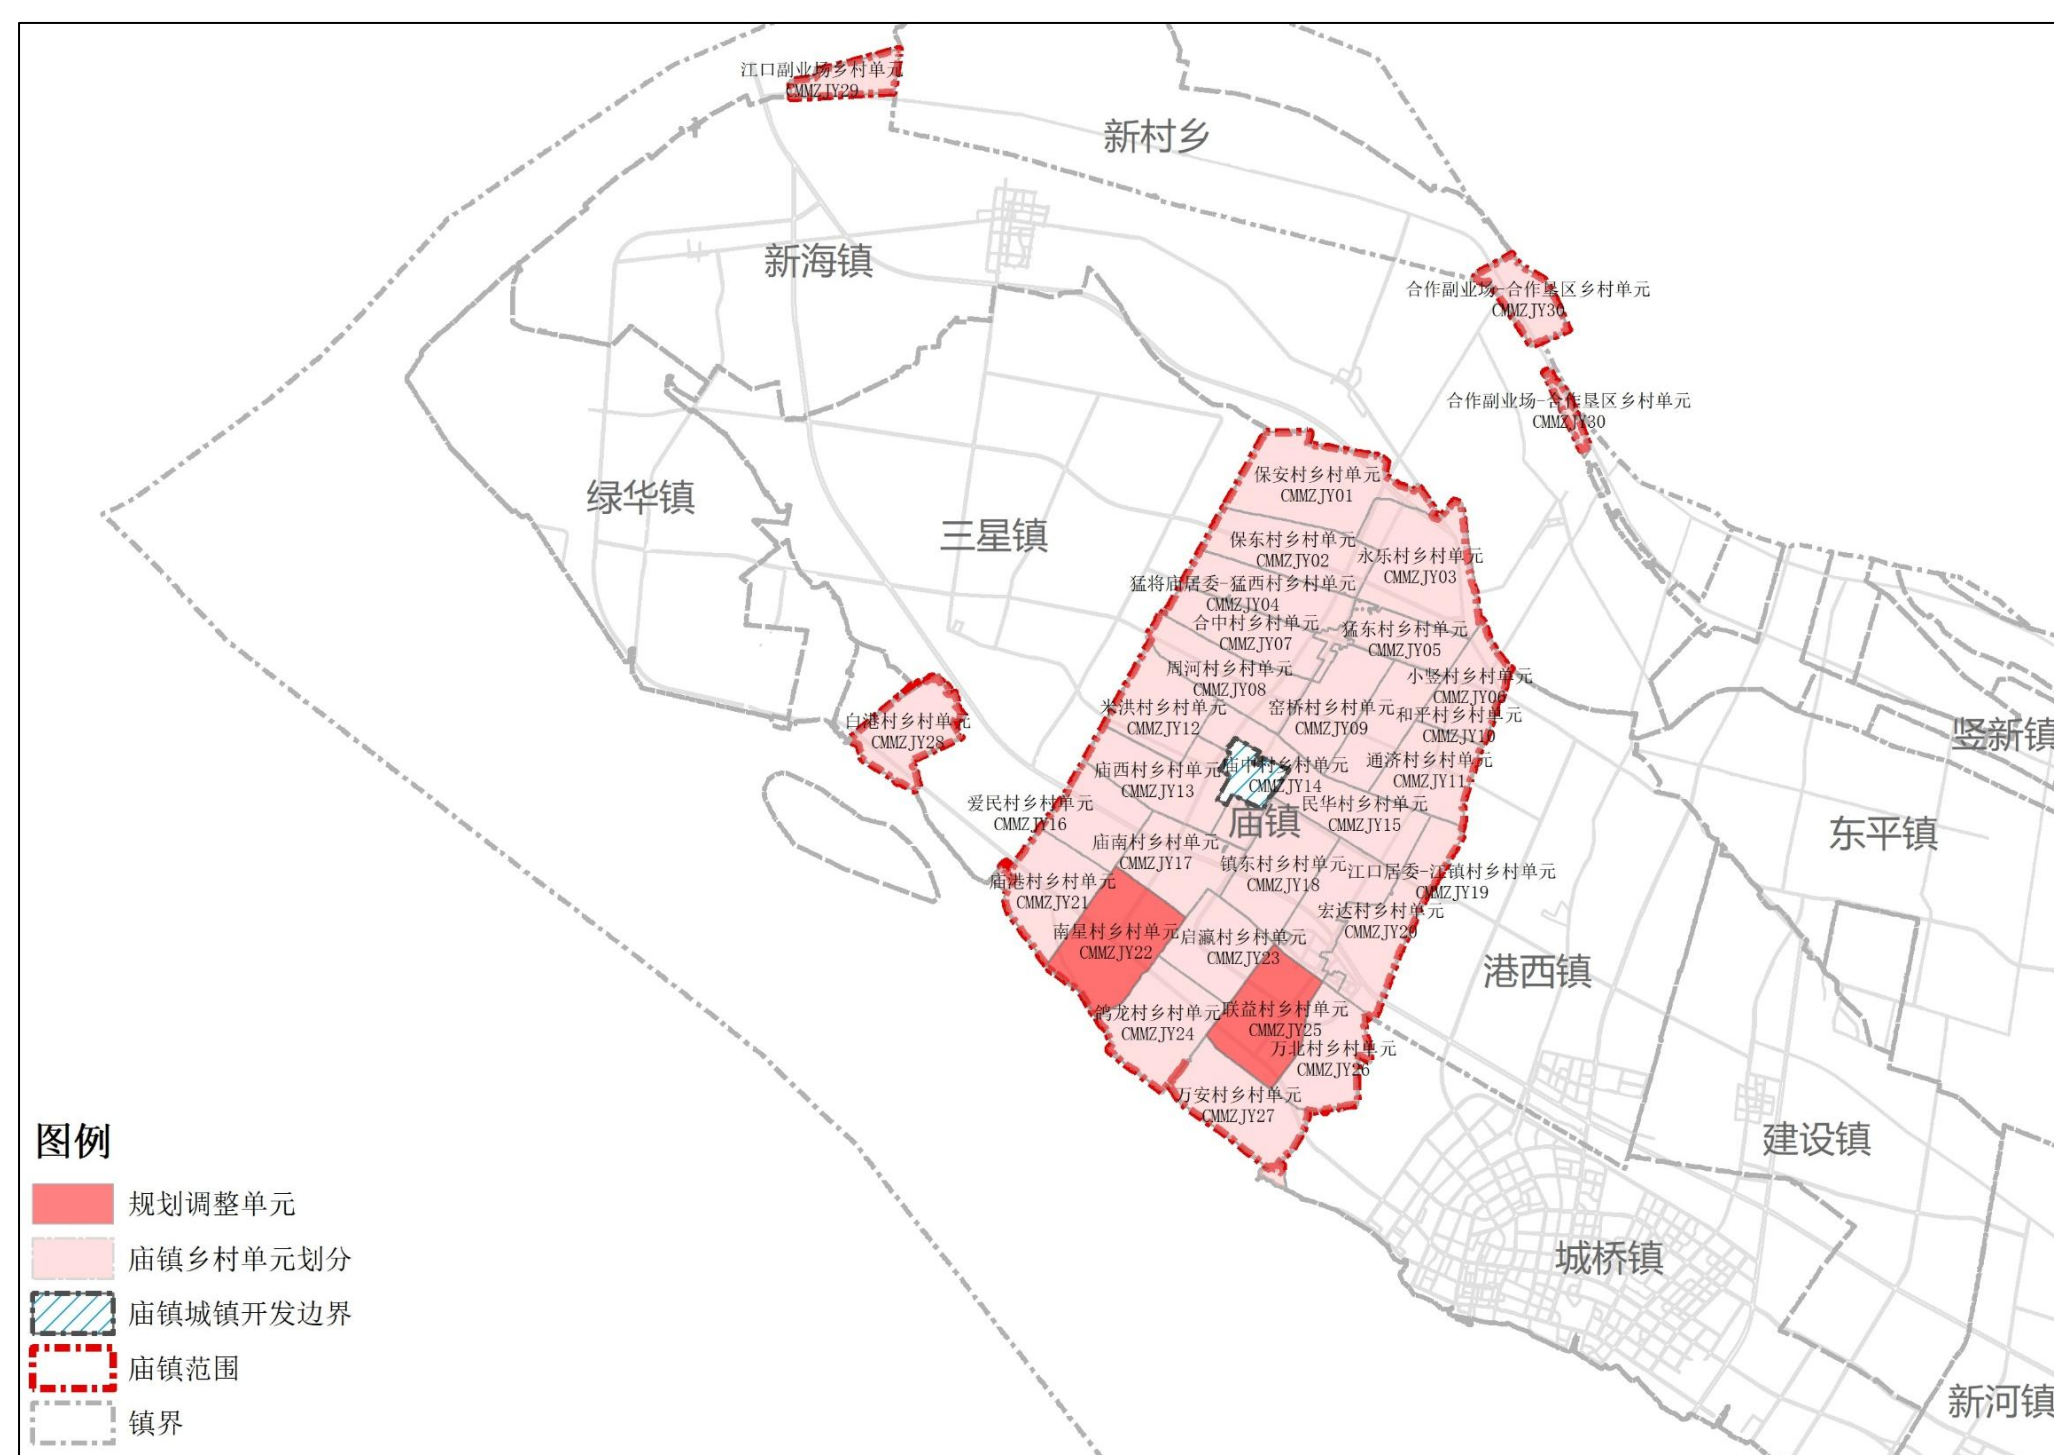 江口副业场乡村单元
CMMZJY29
新村乡
新海镇
合作副业场-合作垦区乡村单元
CMMZJY30
合作副业场-合作垦区乡村单元
CMMZJY30
绿华镇
三星镇
保安村乡村单元
CMMZJY01
保东村乡村单元
CMMZJY02
永乐村乡村单元
CMMZJY03
猛将庙居委-猛西村乡村单元
CMMZJY04
合中村乡村单元
CMMZJY07
猛东村乡村单元
CMMZJY05
周河村乡村单元
CMMZJY08
小竖村乡村单元
CMMZJY06
米洪村乡村单元
CMMZJY12
窑桥村乡村单元
CMMZJY09
和平村乡村单元
CMMZJY10
白港村乡村单元
CMMZJY28
竖新镇
庙西村乡村单元
CMMZJY13
庙中村乡村单元
CMMZJY14
通济村乡村单元
CMMZJY11
爱民村乡村单元
CMMZJY16
民华村乡村单元
CMMZJY15
庙镇
东平镇
庙南村乡村单元
CMMZJY17
镇东村乡村单元
CMMZJY18
江口居委-江镇村乡村单元
CMMZJY19
庙港村乡村单元
CMMZJY21
宏达村乡村单元
CMMZJY20
南星村乡村单元
CMMZJY22
启瀛村乡村单元
CMMZJY23
港西镇
鸽龙村乡村单元
CMMZJY24
联益村乡村单元
CMMZJY25
万北村乡村单元
CMMZJY26
万安村乡村单元
CMMZJY27
建设镇
城桥镇
新河镇
图例
规划调整单元
庙镇乡村单元划分
庙镇城镇开发边界
庙镇范围
镇界